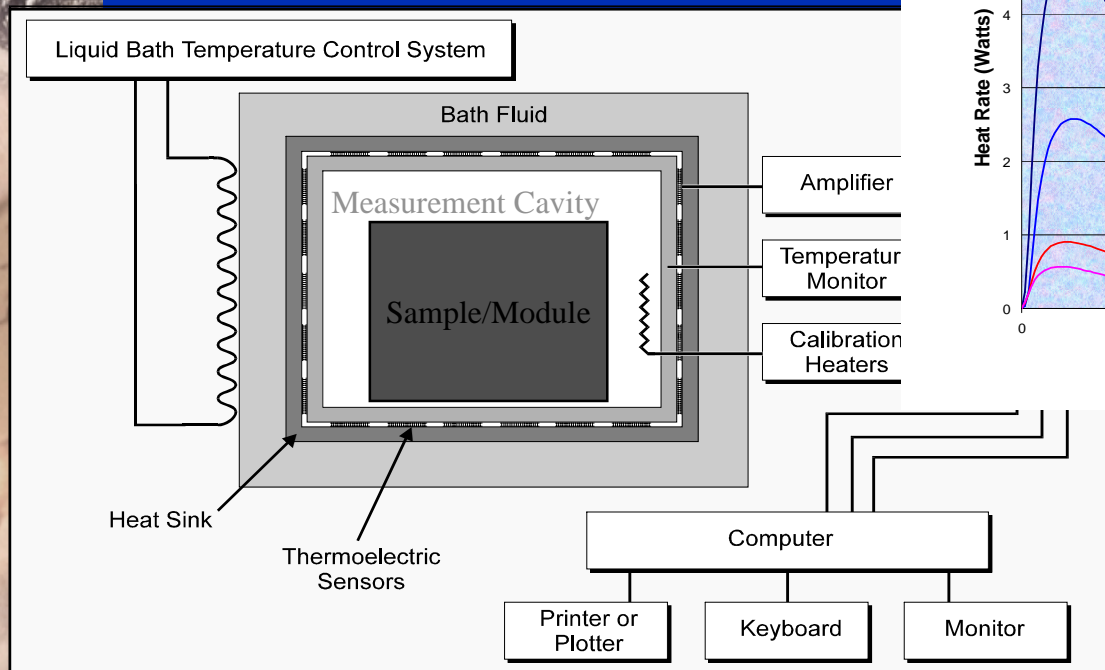 Liquid Bath Temperature Control System
Bath Fluid
Measurement Cavity
Sample/Module
Amplifier
Temperatur
Monitor
Calibration
Heaters
Heat Sink
Thermoelectric
Sensors
Computer
Printer or
Plotter
Keyboard
Monitor
Heat Rate (Watts)
4
3
2
1
0
0